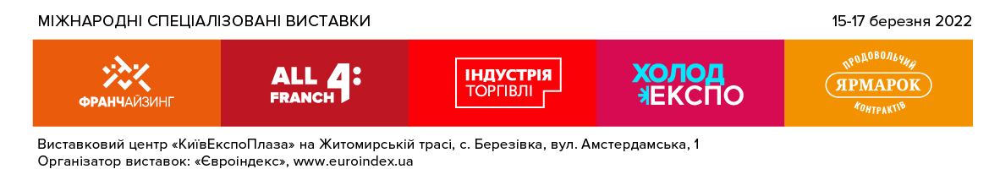 МІЖНАРОДНІ СПЕЦІАЛІЗОВАНІ ВИСТАВКИ
15-17 березня 2022
ФРАНЧАЙЗИНГ
ALL 4:
FRANCH
ІНДУСТРІЯ
ТОРГІВЛІ
ХОЛОД
ЕКСПО
ПРОДОВОЛЬЧИЙ
ЯРМАРОК
КОНТРАКТІВ
Виставковий центр «КиївЕкспоПлаза» на Житомирській трасі, с. Березівка, вул. Амстердамська, 1
Організатор виставок: «Євроіндекс», www.euroindex.ua